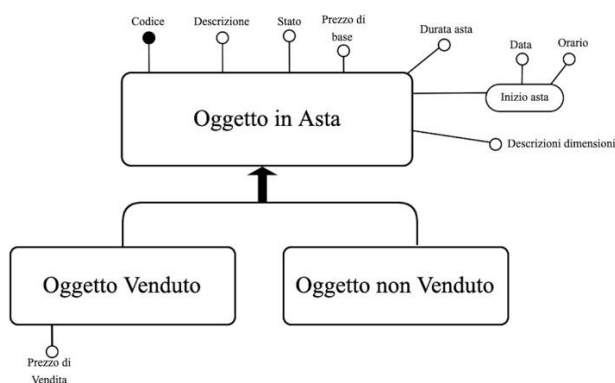 Codice
Descrizione
Stato
Prezzo di
base
Durata asta
Data
Orario
Inizio asta
Oggetto in Asta
Descrizioni dimensioni
Oggetto Venduto
Oggetto non Venduto
Prezzo di
Vendita